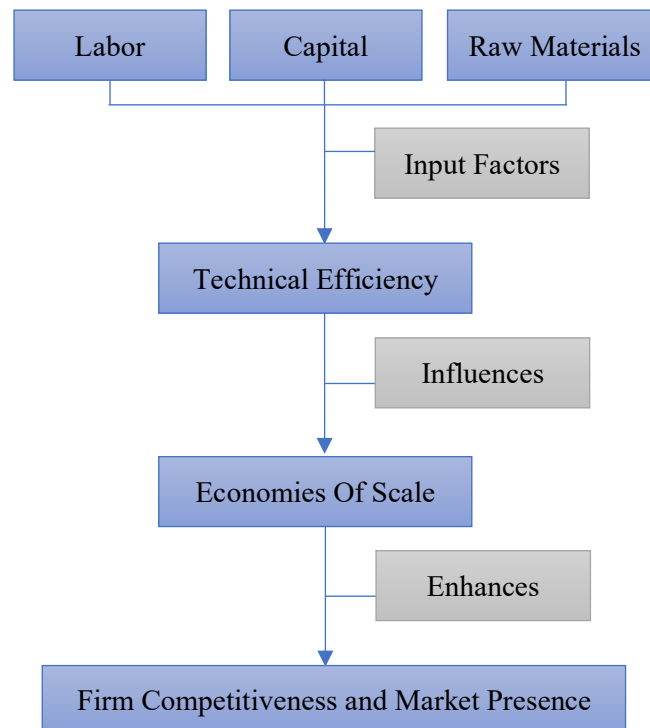 Labor
Capital
Raw Materials
Input Factors
Technical Efficiency
Influences
Economies Of Scale
Enhances
Firm Competitiveness and Market Presence